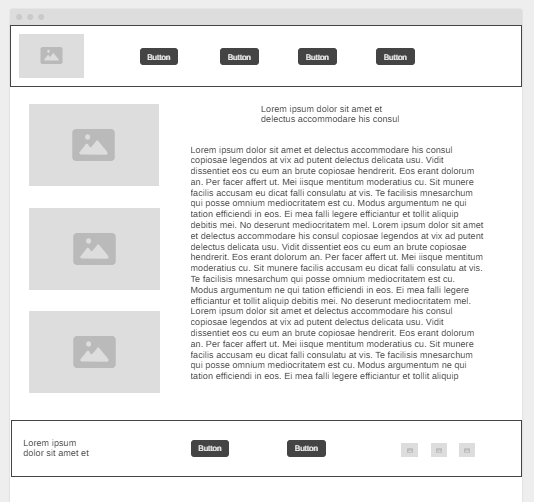 Button Button Button Button
Lorem ipsum dolor sit amet et
delectus accommodare his consul
Lorem ipsum dolor sit amet et delectus accommodare his consul
copiosae legendos at vix ad putent delectus delicata usu. Vidit
dissentiet eos cu eum an brute copiosae hendrerit. Eos erant dolorum
an. Per facer affert ut. Mei iisque mentitum moderatius cu. Sit munere
facilis accusam eu dicat falli consulatu at vis. Te facilisis mnesarchum
qui posse omnium mediocritatem est cu. Modus argumentum ne qui
tation efficiendi in eos. Ei mea falli legere efficiantur et tollit aliquip
debitis mei. No deserunt mediocritatem mel. Lorem ipsum dolor sit amet
et delectus accommodare his consul copiosae legendos at vix ad putent
delectus delicata usu. Vidit dissentiet eos cu eum an brute copiosae
hendrerit. Eos erant dolorum an. Per facer affert ut. Mei iisque mentitum
moderatius cu. Sit munere facilis accusam eu dicat falli consulatu at vis.
Te facilisis mnesarchum qui posse omnium mediocritatem est cu.
Modus argumentum ne qui tation efficiendi in eos. Ei mea falli legere
efficiantur et tollit aliquip debitis mei. No deserunt mediocritatem mel.
Lorem ipsum dolor sit amet et delectus accommodare his consul
copiosae legendos at vix ad putent delectus delicata usu. Vidit
dissentiet eos cu eum an brute copiosae hendrerit. Eos erant dolorum
an. Per facer affert ut. Mei iisque mentitum moderatius cu. Sit munere
facilis accusam eu dicat falli consulatu at vis. Te facilisis mnesarchum
qui posse omnium mediocritatem est cu. Modus argumentum ne qui
tation efficiendi in eos. Ei mea falli legere efficiantur et tollit aliquip
Lorem ipsum
dolor sit amet et
Button Button